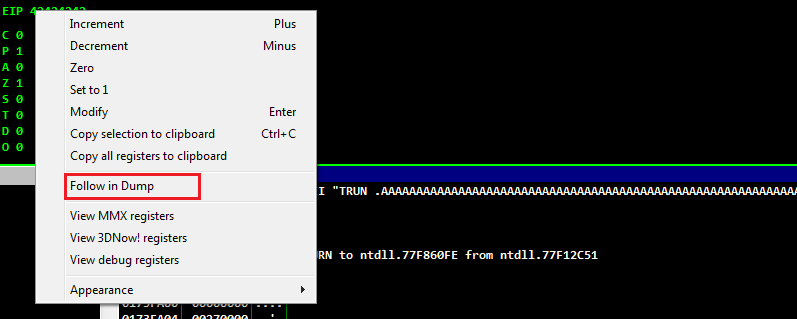 EIP 42424242
C 0
P 1
A 0
Z 1
S 0
T 0
D 0
O 0
Increment Plus
Decrement Minus
Zero
Set to 1
Modify Enter
Copy selection to clipboard Ctrl+C
Copy all registers to clipboard
Follow in Dump
View MMX registers
View 3DNow! registers
View debug registers
Appearance
I "TRUN .AAAAAAAAAAAAAAAAAAAAAAAAAAAAAAAAAAAAAAAAAAAAAAAAAAAAAAAAAAAA
RN to ntdll.77F860FE from ntdll.77F12C51
0173FA04 00270000 ..'.